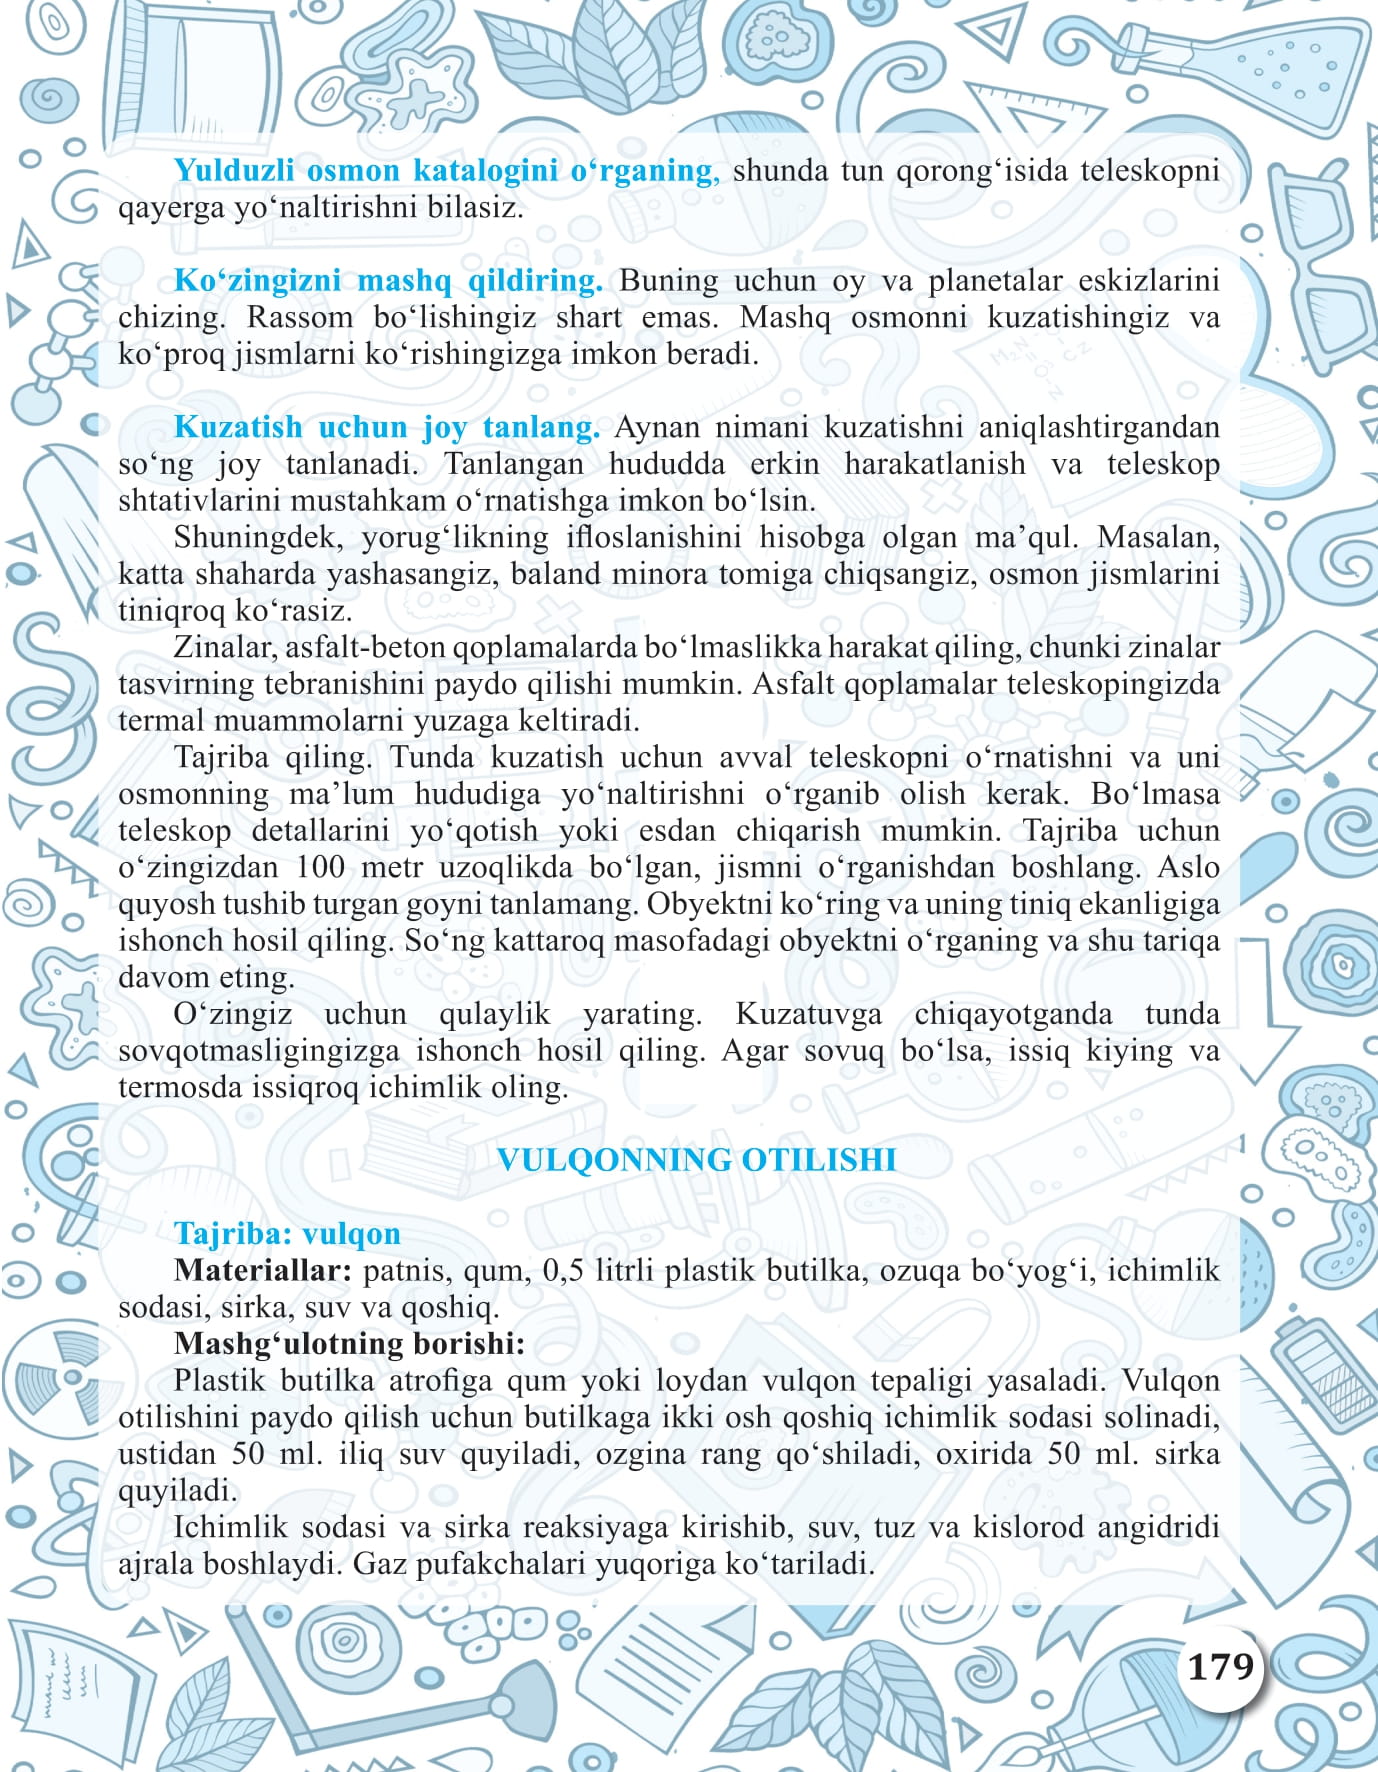 Yulduzli osmon katalogini o‘rganing, shunda tun qorong‘isida teleskopni
qayerga yo‘naltirishni bilasiz.
Ko‘zingizni mashq qildiring. Buning uchun oy va planetalar eskizlarini
chizing. Rassom bo‘lishingiz shart emas. Mashq osmonni kuzatishingiz va
ko‘proq jismlarni ko‘rishingizga imkon beradi.
Kuzatish uchun joy tanlang. Aynan nimani kuzatishni aniqlashtirgandan
so‘ng joy tanlanadi. Tanlangan hududda erkin harakatlanish va teleskop
shtativlarini mustahkam o‘rnatishga imkon bo‘lsin.
Shuningdek, yorug‘likning ifloslanishini hisobga olgan ma’qul. Masalan,
katta shaharda yashasangiz, baland minora tomiga chiqsangiz, osmon jismlarini
tiniqroq ko‘rasiz.
Zinalar, asfalt-beton qoplamalarda bo‘lmaslikka harakat qiling, chunki zinalar
tasvirning tebranishini paydo qilishi mumkin. Asfalt qoplamalar teleskopingizda
termal muammolarni yuzaga keltiradi.
Tajriba qiling. Tunda kuzatish uchun avval teleskopni o‘rnatishni va uni
osmonning ma’lum hududiga yo‘naltirishni o‘rganib olish kerak. Bo‘lmasa
teleskop detallarini yo‘qotish yoki esdan chiqarish mumkin. Tajriba uchun
o‘zingizdan 100 metr uzoqlikda bo‘lgan, jismni o‘rganishdan boshlang. Aslo
quyosh tushib turgan goyni tanlamang. Obyektni ko‘ring va uning tiniq ekanligiga
ishonch hosil qiling. So‘ng kattaroq masofadagi obyektni o‘rganing va shu tariqa
davom eting.
O‘zingiz uchun qulaylik yarating. Kuzatuvga chiqayotganda tunda
sovqotmasligingizga ishonch hosil qiling. Agar sovuq bo‘lsa, issiq kiying va
termosda issiqroq ichimlik oling.
VULQONNING OTILISHI
Tajriba: vulqon
Materiallar: patnis, qum, 0,5 litrli plastik butilka, ozuqa bo‘yog‘i, ichimlik
sodasi, sirka, suv va qoshiq.
Mashg‘ulotning borishi:
Plastik butilka atrofiga qum yoki loydan vulqon tepaligi yasaladi. Vulqon
otilishini paydo qilish uchun butilkaga ikki osh qoshiq ichimlik sodasi solinadi,
ustidan 50 ml. iliq suv quyiladi, ozgina rang qo‘shiladi, oxirida 50 ml. sirka
quyiladi.
Ichimlik sodasi va sirka reaksiyaga kirishib, suv, tuz va kislorod angidridi
ajrala boshlaydi. Gaz pufakchalari yuqoriga ko‘tariladi.
179